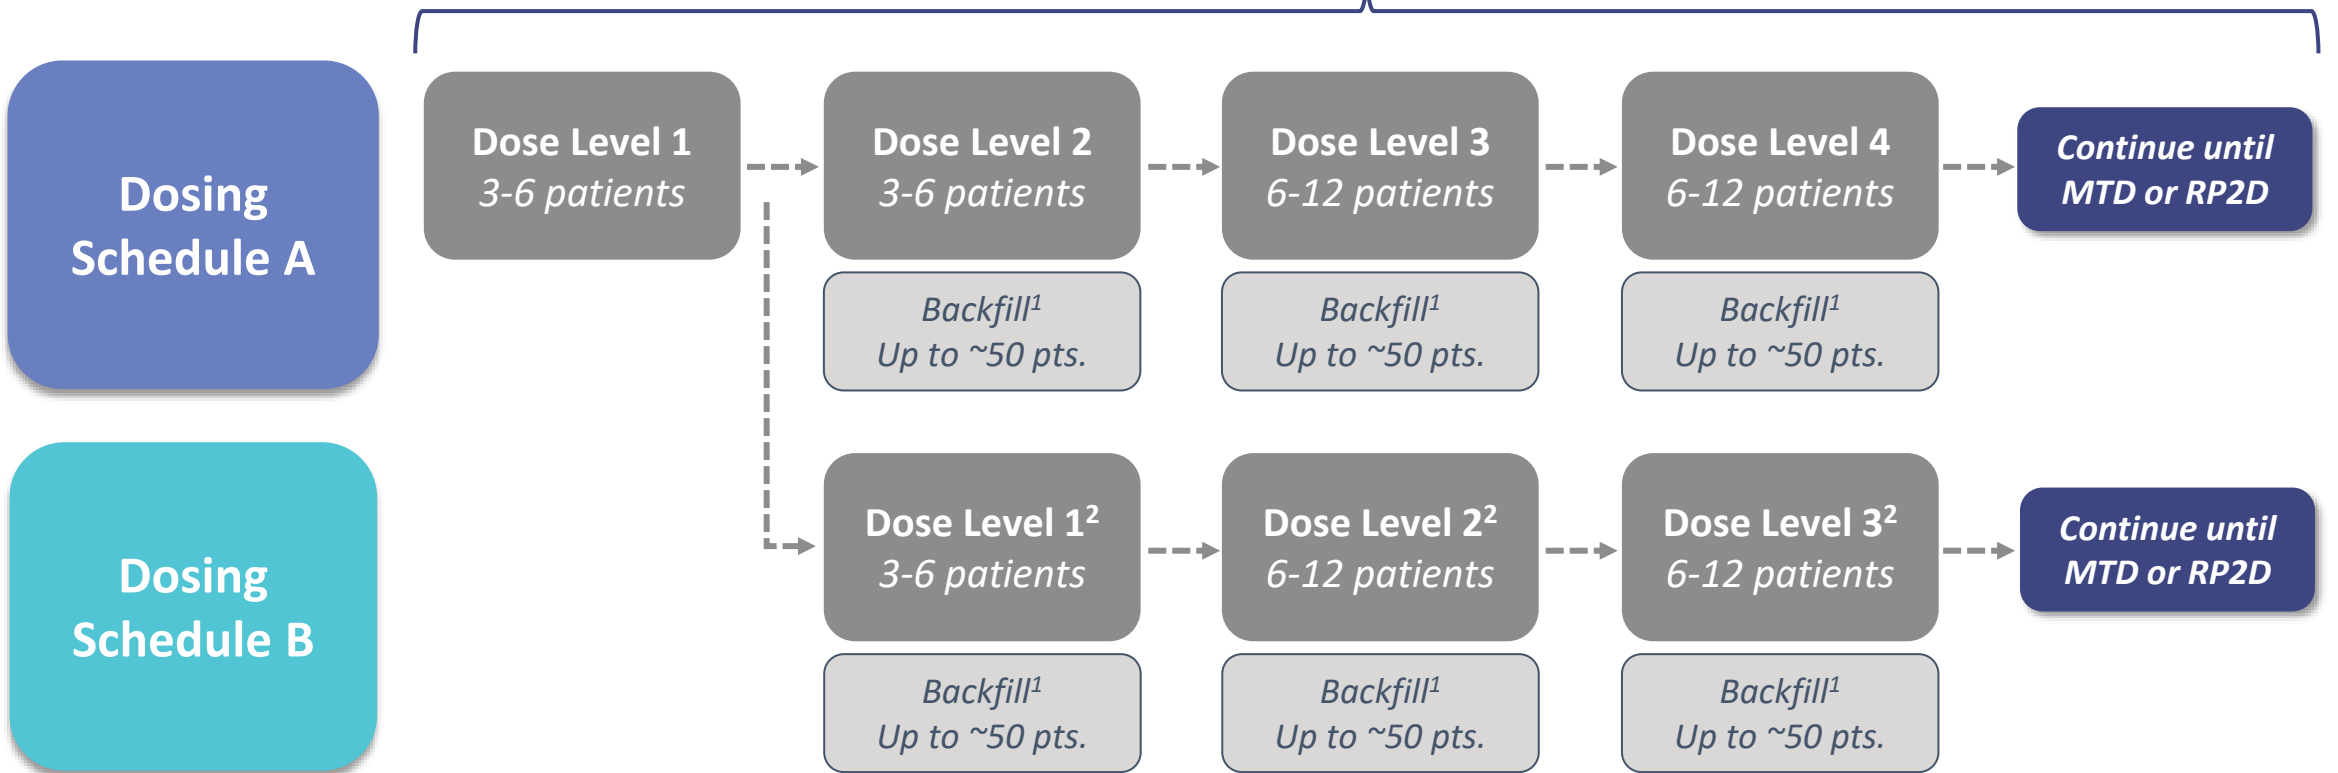 Dosing
Schedule A
Dose Level 1
3-6 patients
Dose Level 2
3-6 patients
Backfill¹
Up to ~50 pts.
Dose Level 3
6-12 patients
Backfill¹
Up to ~50 pts.
Dose Level 4
6-12 patients
Backfill¹
Up to ~50 pts.
Continue until
MTD or RP2D
Dosing
Schedule B
Dose Level 1²
3-6 patients
Backfill¹
Up to ~50 pts.
Dose Level 2²
6-12 patients
Backfill¹
Up to ~50 pts.
Dose Level 3²
6-12 patients
Backfill¹
Up to ~50 pts.
Continue until
MTD or RP2D